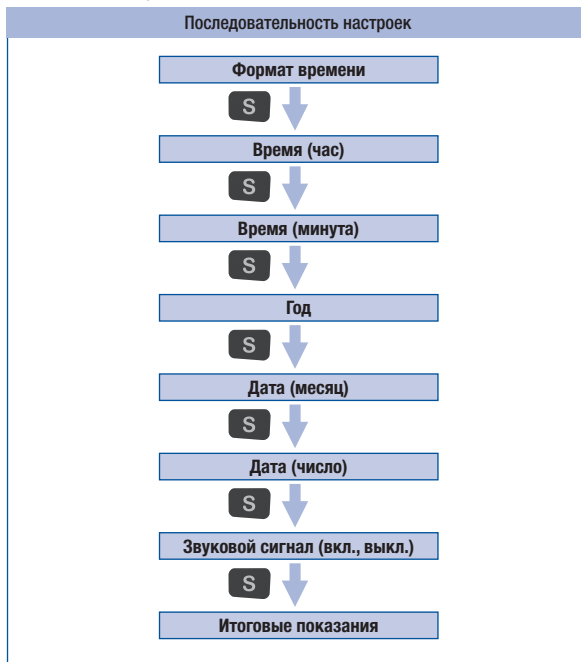 Последовательность настроек
Формат времени
S
Время (час)
S
Время (минута)
S
Год
S
Дата (месяц)
S
Дата (число)
S
Звуковой сигнал (вкл., выкл.)
S
Итоговые показания